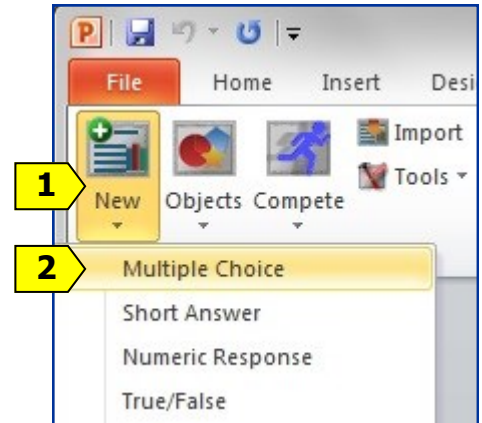 P
File Home Insert Desi
Import
Tools
1
New Objects Compete
2
Multiple Choice
Short Answer
Numeric Response
True/False